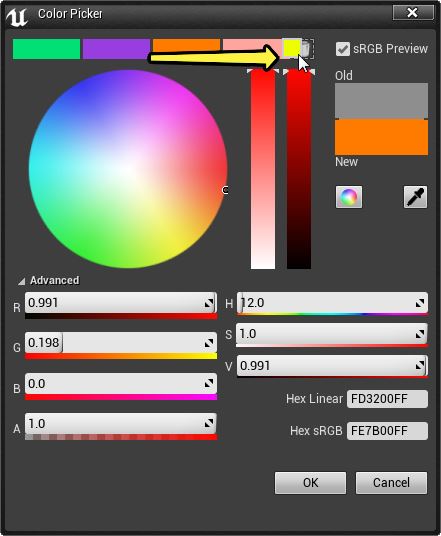 Color Picker
sRGB Preview
Old
New
Advanced
R 0.991
H 12.0
G 0.198
S 1.0
B 0.0
V 0.991
A 1.0
Hex Linear FD3200FF
Hex sRGB FE7B00FF
OK Cancel